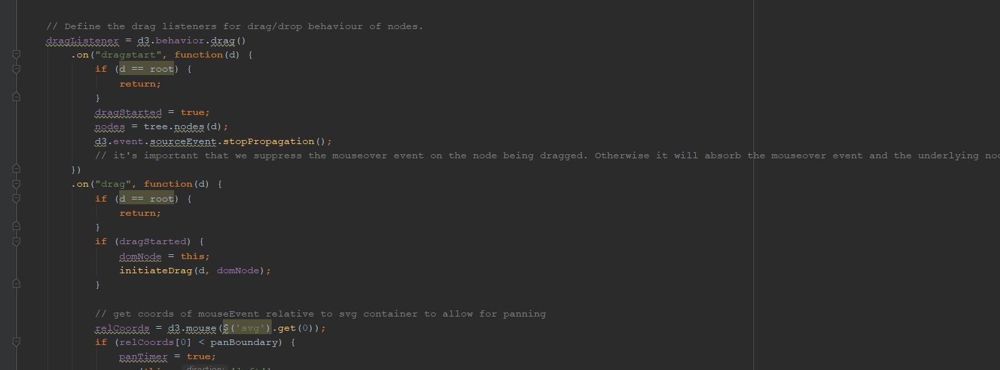 // Define the drag listeners for drag/drop behaviour of nodes.
dragListener = d3.behavior.drag()
.on("dragstart", function(d) {
if (d == root) {
return;
}
dragStarted = true;
nodes = tree.nodes(d);
d3.event.sourceEvent.stopPropagation();
// it's important that we suppress the mouseover event on the node being dragged. Otherwise it will absorb the mouseover event and the underlying
})
.on("drag", function(d) {
if (d == root) {
return;
}
if (dragStarted) {
domNode = this;
initiateDrag(d, domNode);
}
// get coords of mouseEvent relative to svg container to allow for panning
relCoords = d3.mouse($('svg').get(0));
if (relCoords[0] < panBoundary) {
panTimer = true;
direction: